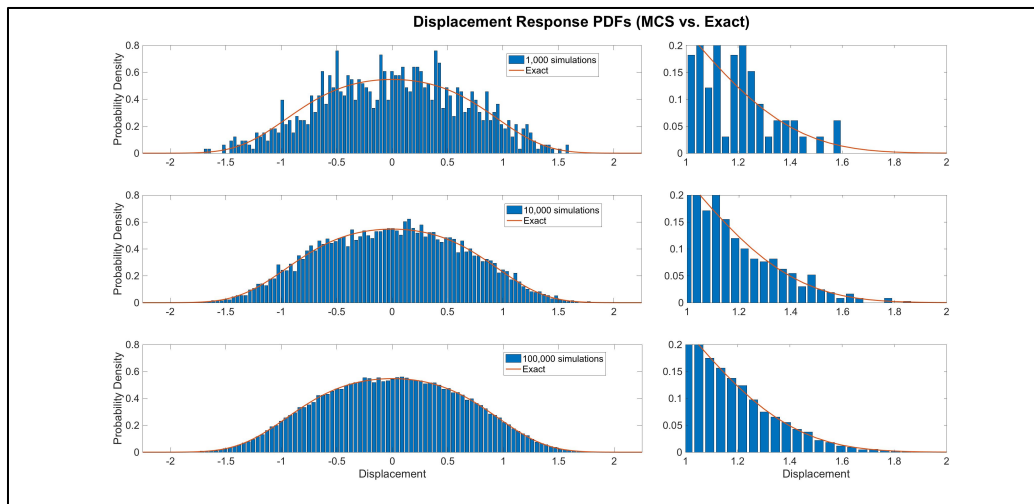 Displacement Response PDFs (MCS vs. Exact)
Probability Density
0.8
0.6
0.4
0.2
0
1,000 simulations
Exact
-2 -1.5 -1 -0.5 0 0.5 1 1.5 2
0.2
0.15
0.1
0.05
0
1 1.2 1.4 1.6 1.8 2
Probability Density
0.8
0.6
0.4
0.2
0
10,000 simulations
Exact
-2 -1.5 -1 -0.5 0 0.5 1 1.5 2
0.2
0.15
0.1
0.05
0
1 1.2 1.4 1.6 1.8 2
Probability Density
0.8
0.6
0.4
0.2
0
100,000 simulations
Exact
-2 -1.5 -1 -0.5 0 0.5 1 1.5 2
Displacement
0.2
0.15
0.1
0.05
0
1 1.2 1.4 1.6 1.8 2
Displacement